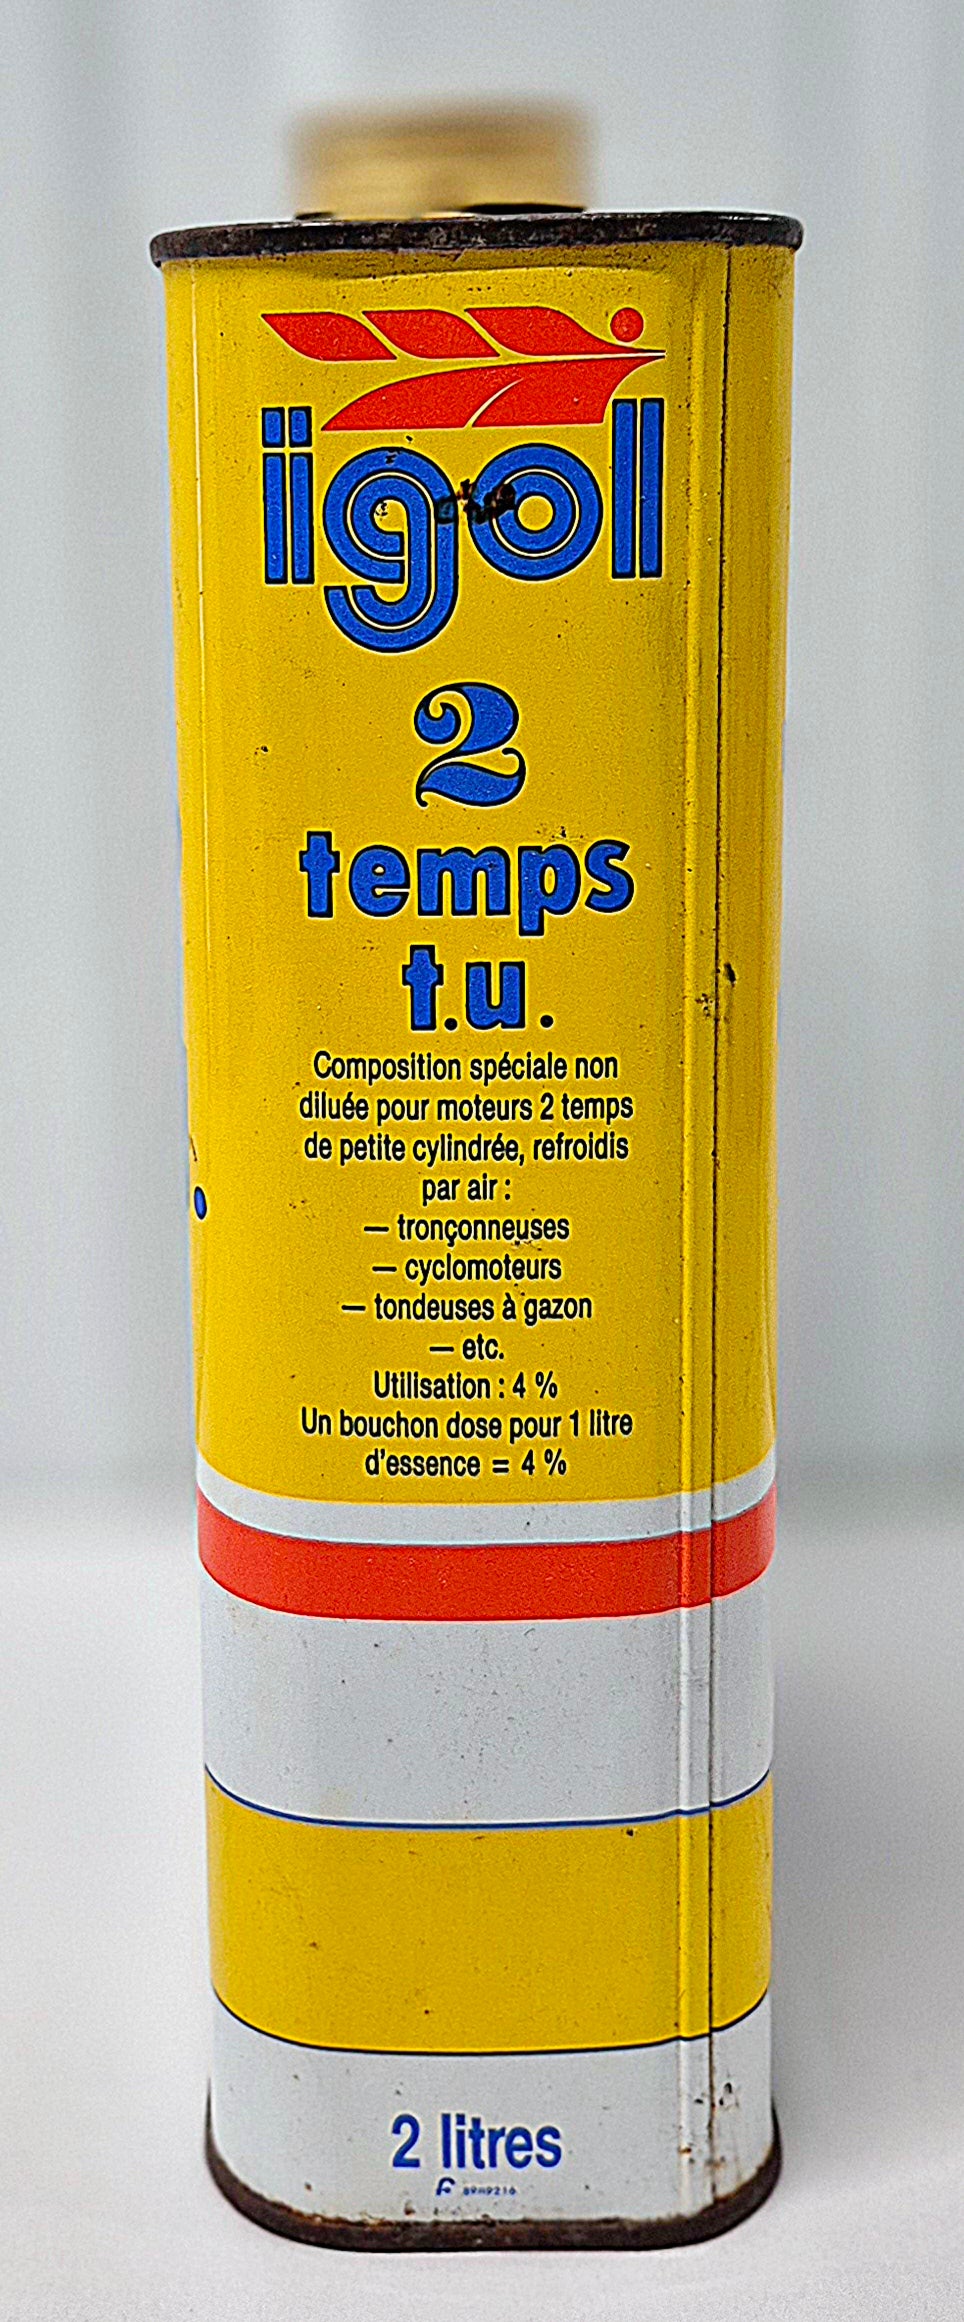 igol
2
temps
t.u.
Composition spéciale non
diluée pour moteurs 2 temps
de petite cylindrée, refroidis
par air :
— tronçonneuses
— cyclomoteurs
— tondeuses à gazon
— etc.
Utilisation : 4 %
Un bouchon dose pour 1 litre
d'essence = 4 %
2 litres